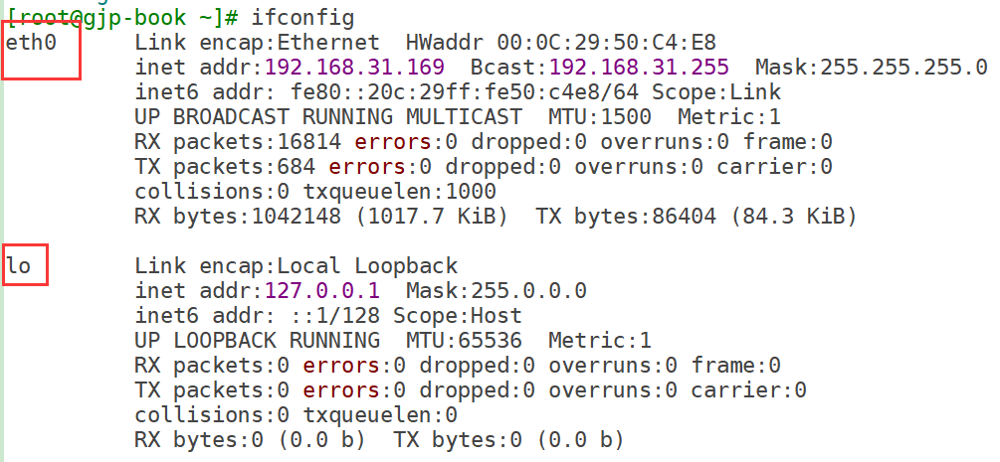 [root@gjp-book ~]# ifconfig
eth0      Link encap:Ethernet  HWaddr 00:0C:29:50:C4:E8
          inet addr:192.168.31.169  Bcast:192.168.31.255  Mask:255.255.255.0
          inet6 addr: fe80::20c:29ff:fe50:c4e8/64 Scope:Link
          UP BROADCAST RUNNING MULTICAST  MTU:1500  Metric:1
          RX packets:16814 errors:0 dropped:0 overruns:0 frame:0
          TX packets:684 errors:0 dropped:0 overruns:0 carrier:0
          collisions:0 txqueuelen:1000
          RX bytes:1042148 (1017.7 KiB)  TX bytes:86404 (84.3 KiB)

lo        Link encap:Local Loopback
          inet addr:127.0.0.1  Mask:255.0.0.0
          inet6 addr: ::1/128 Scope:Host
          UP LOOPBACK RUNNING  MTU:65536  Metric:1
          RX packets:0 errors:0 dropped:0 overruns:0 frame:0
          TX packets:0 errors:0 dropped:0 overruns:0 carrier:0
          collisions:0 txqueuelen:0
          RX bytes:0 (0.0 b)  TX bytes:0 (0.0 b)